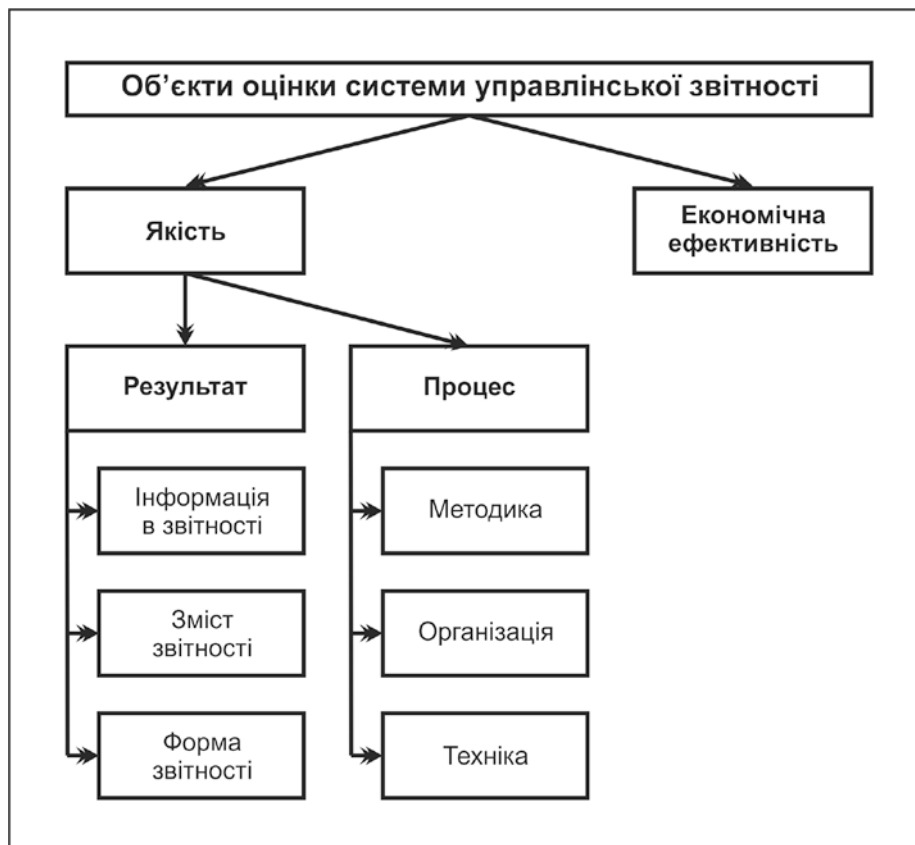 Об’єкти оцінки системи управлінської звітності
Якість
Економічна
ефективність
Результат
Процес
Інформація
в звітності
Методика
Зміст
звітності
Організація
Форма
звітності
Техніка